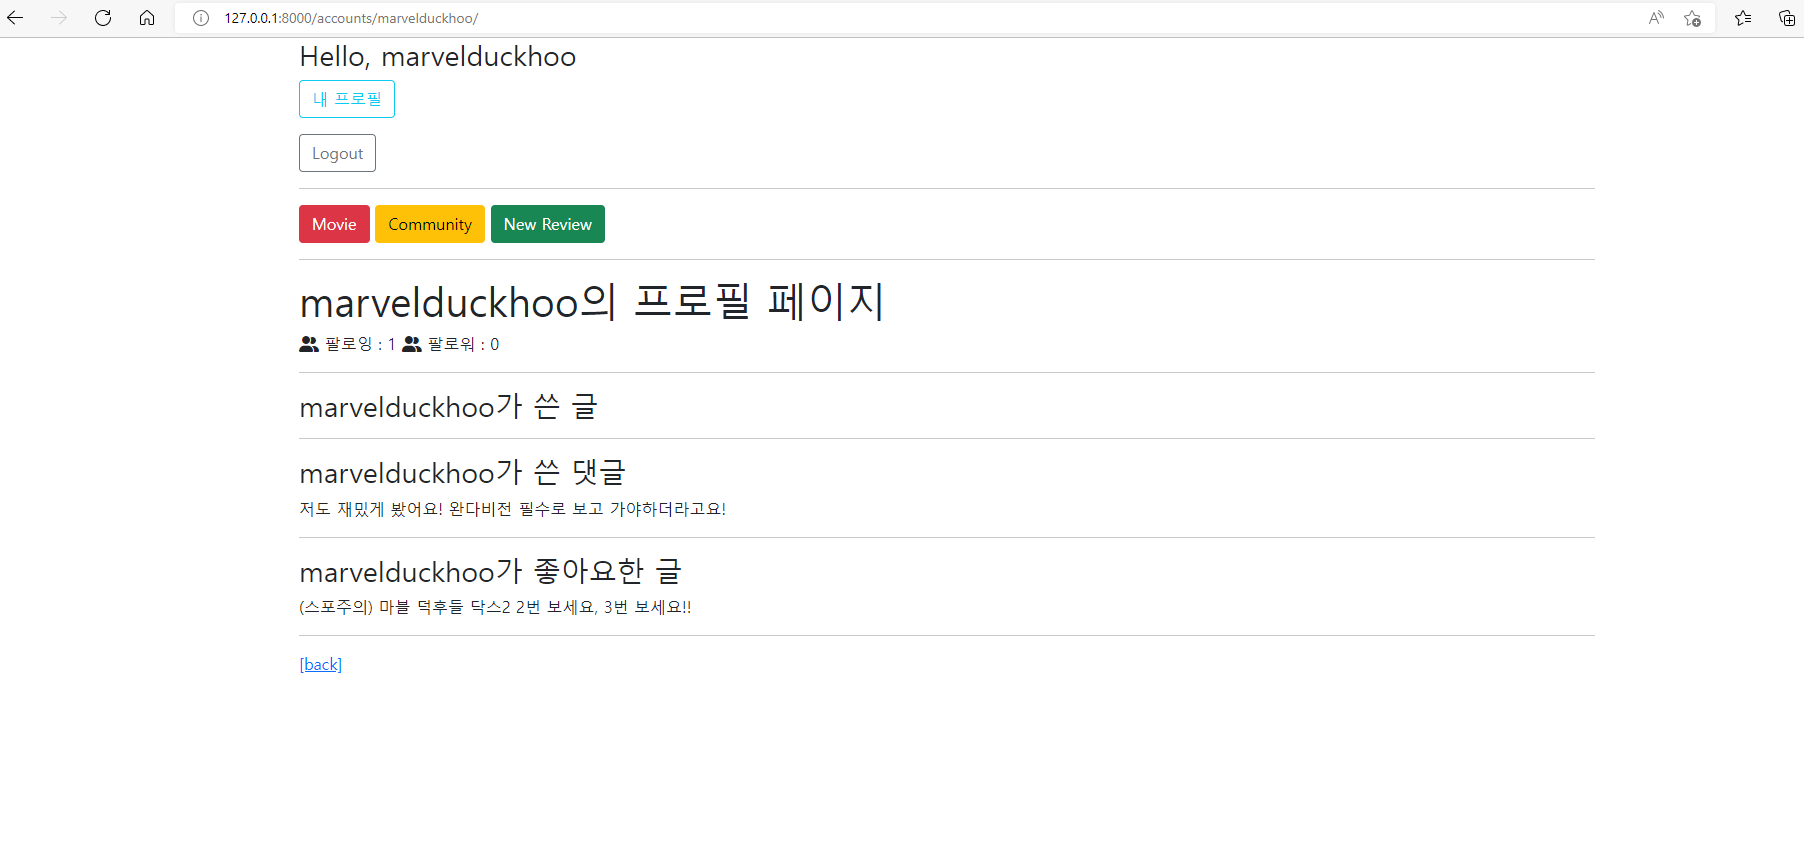 127.0.0.1:8000/accounts/marvelduckhoo/
Hello, marvelduckhoo
내 프로필
Logout
Movie Community New Review
marvelduckhoo의 프로필 페이지
팔로잉 : 1 팔로워 : 0
marvelduckhoo가 쓴 글
marvelduckhoo가 쓴 댓글
저도 재밌게 봤어요! 완다비전 필수로 보고 가야하더라고요!
marvelduckhoo가 좋아요한 글
(스포주의) 마블 덕후들 닥스2 2번 보세요, 3번 보세요!!
[back]